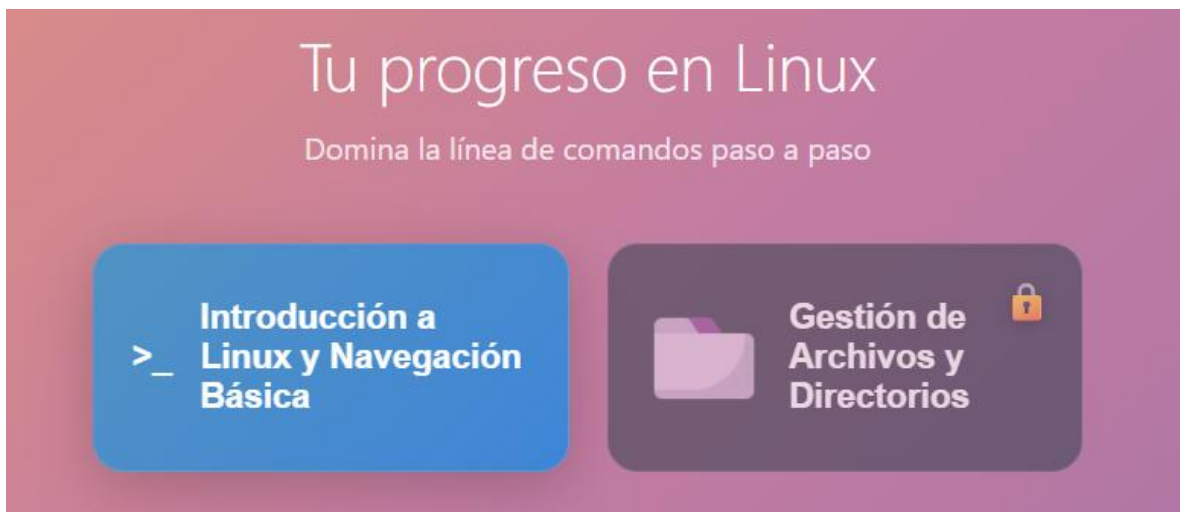 Tu progreso en Linux
Domina la línea de comandos paso a paso
>_
Introducción a
Linux y Navegación
Básica
Gestión de
Archivos y
Directorios